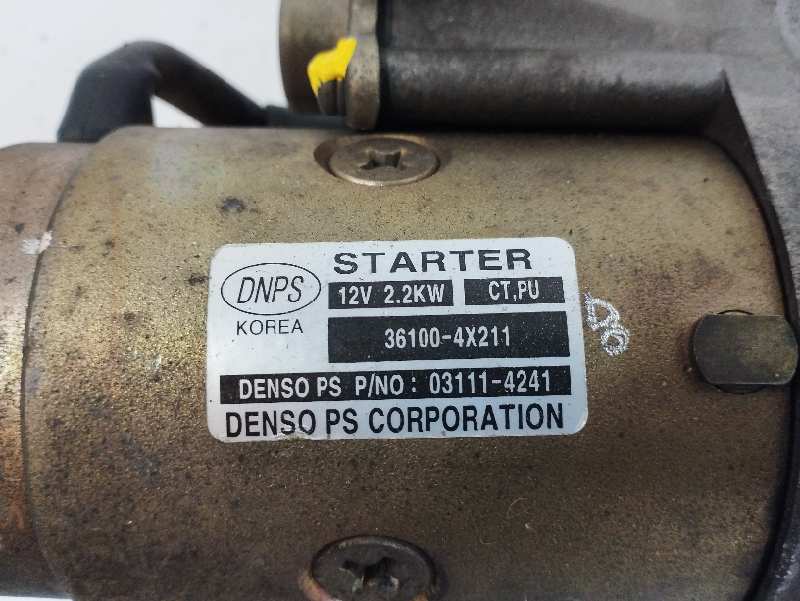 STARTER
DNPS
KOREA
12V 2.2KW CT,PU
36100-4X211
DENSO PS P/NO: 03111-4241
DENSO PS CORPORATION